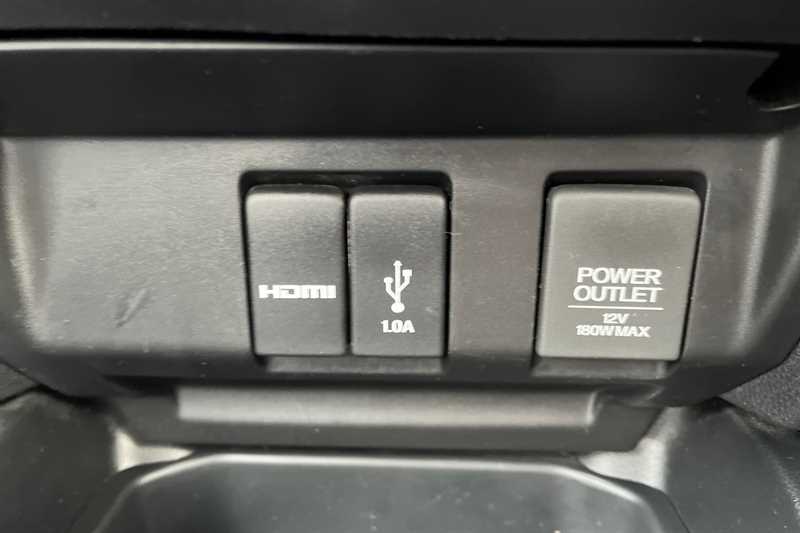 HDMI
1.0A
POWER
OUTLET
12V
180W MAX